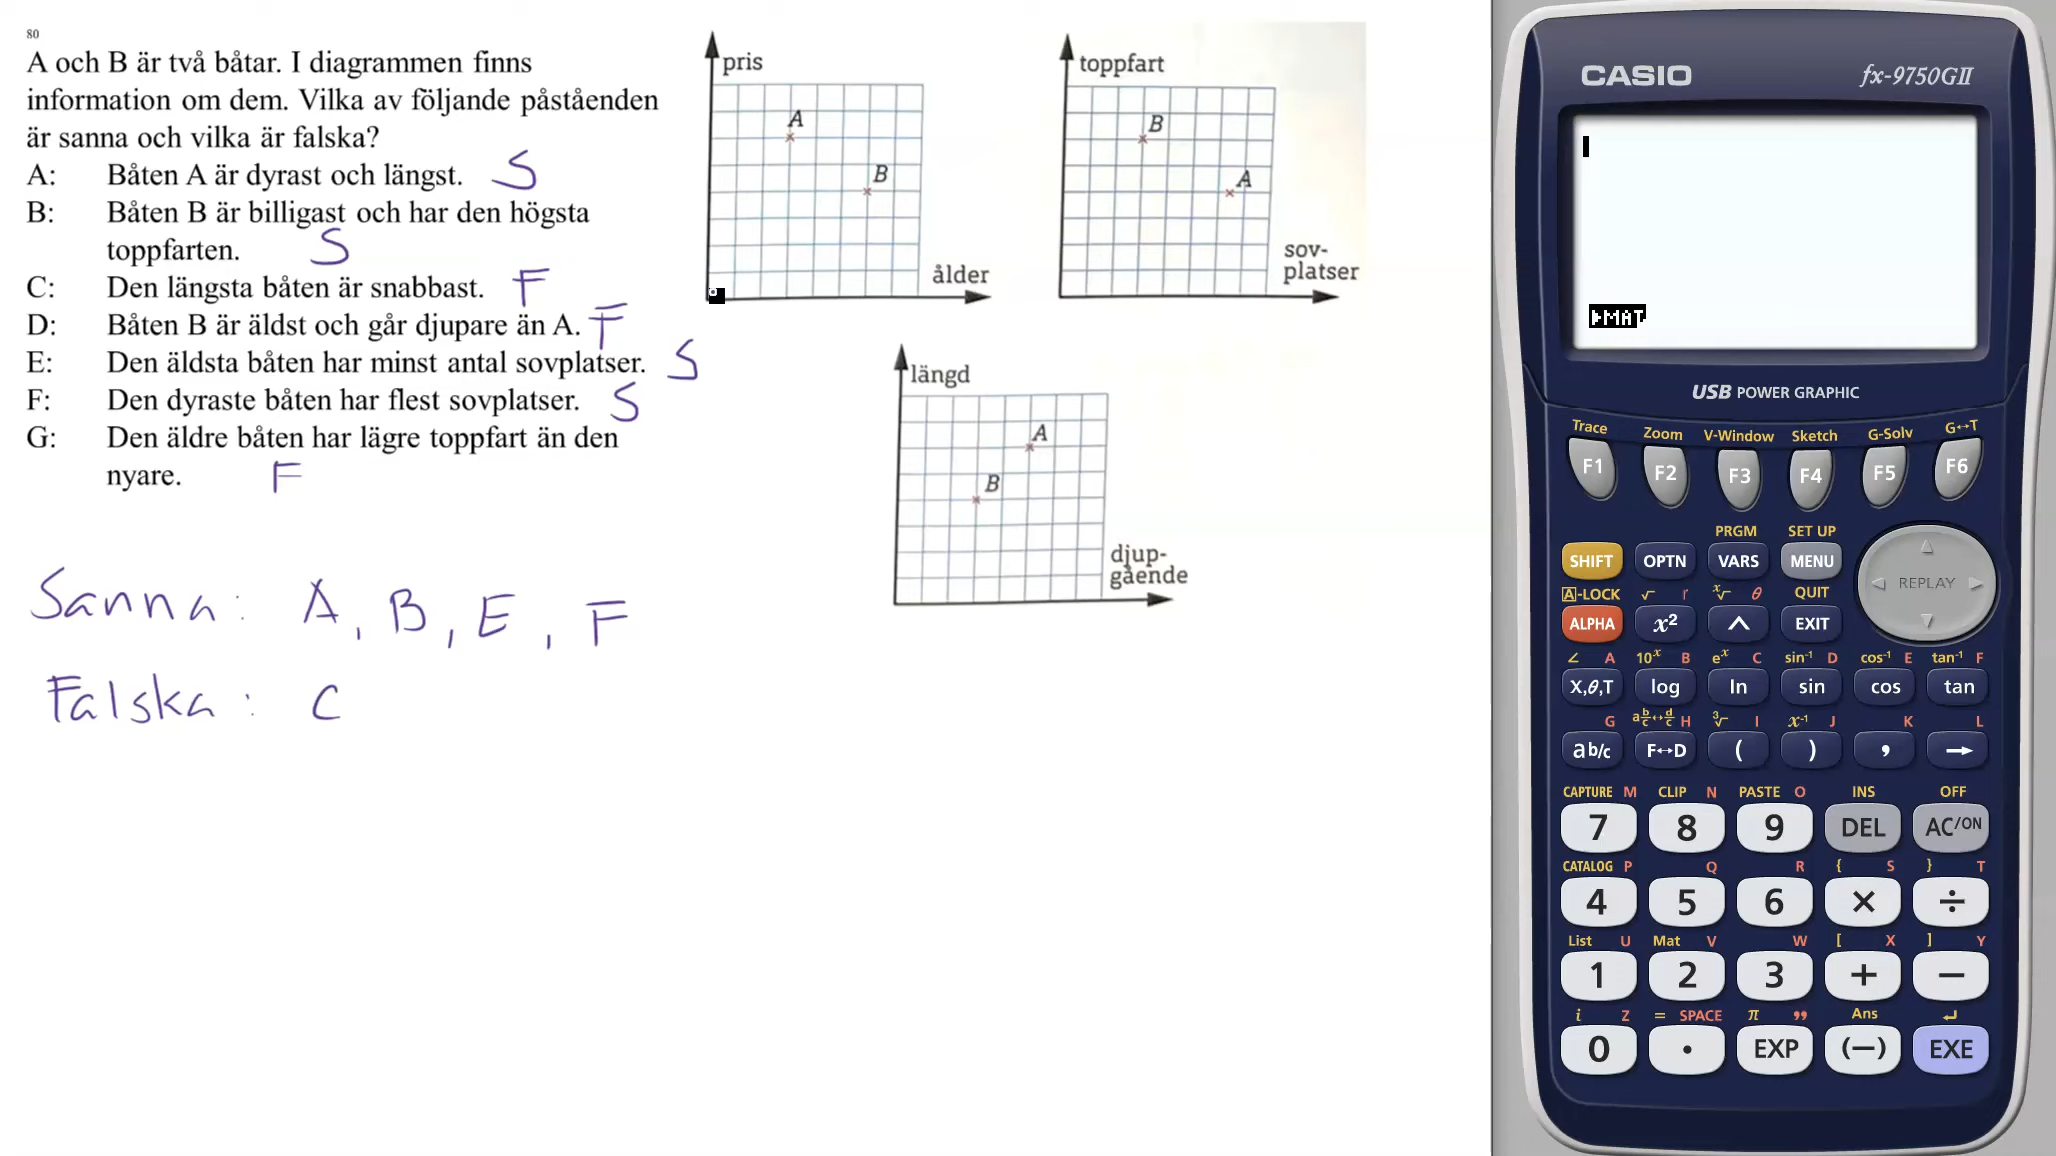 80
A och B är två båtar. I diagrammen finns
information om dem. Vilka av följande påståenden
är sanna och vilka är falska?
A: Båten A är dyrast och längst. S
B: Båten B är billigast och har den högsta
toppfarten. S
C: Den längsta båten är snabbast. F
D: Båten B är äldst och går djupare än A. F
E: Den äldsta båten har minst antal sovplatser. S
F: Den dyraste båten har flest sovplatser. S
G: Den äldre båten har lägre toppfart än den
nyare. F
Sanna: A, B, E, F
Falska: C
pris
A
B
ålder
toppfart
B
A
sov-
platser
längd
A
B
djup-
gående
CASIO fx-9750GII
▶MAT
USB POWER GRAPHIC
Trace Zoom V-Window Sketch G-Solv G↔T
F1 F2 F3 F4 F5 F6
PRGM SET UP
SHIFT OPTN VARS MENU
REPLAY
A-LOCK √ r ˣ√ θ QUIT
ALPHA x² ^ EXIT
∠ A 10ˣ B eˣ C sin⁻¹ D cos⁻¹ E tan⁻¹ F
X,θ,T log ln sin cos tan
G a b/c↔d/c H ³√ I x⁻¹ J K L
a b/c F↔D ( ) , →
CAPTURE M CLIP N PASTE O INS OFF
7 8 9 DEL AC/ON
CATALOG P Q R { S } T
4 5 6 × ÷
List U Mat V W [ X ] Y
1 2 3 + −
i Z = SPACE π ” Ans ↵
0 . EXP (−) EXE